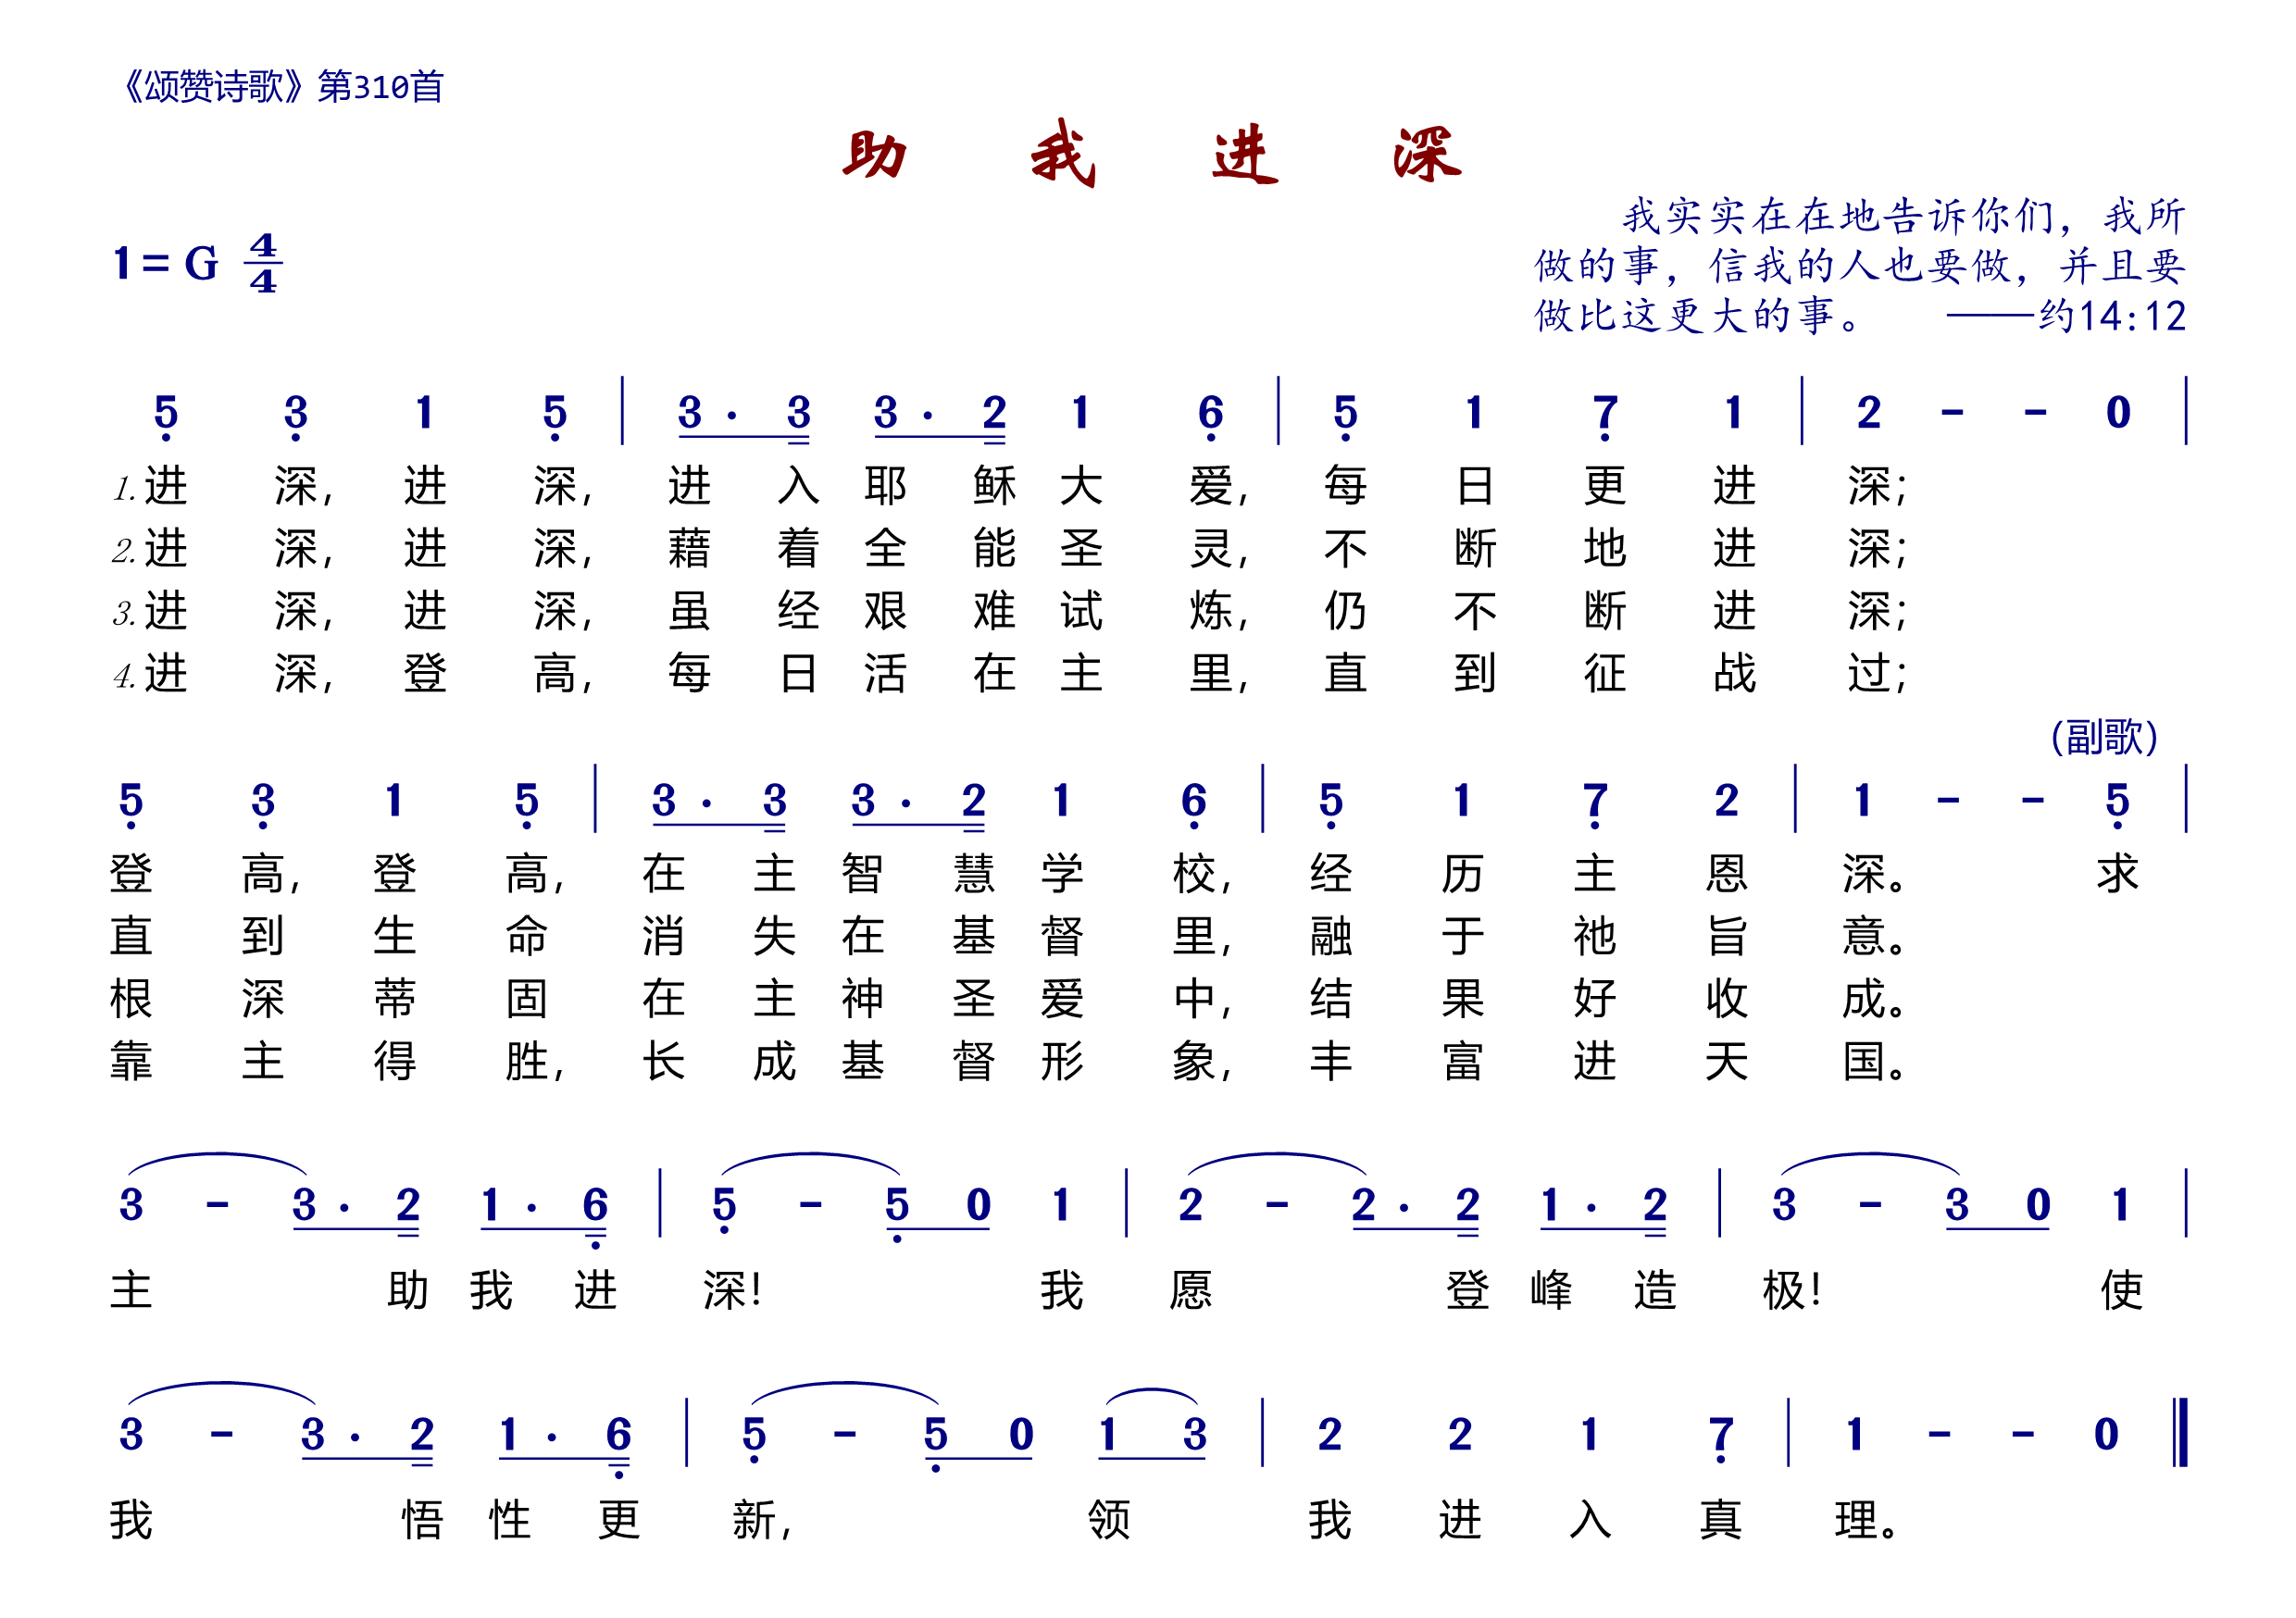 《颂赞诗歌》第310首
助 我 进 深
我实实在在地告诉你们，我所
1=G 4/4
做的事，信我的人也要做，并且要
做比这更大的事。 ——约14:12
5̣ 3̣ 1 5̣ | 3· 3 3· 2 1 6̣ | 5̣ 1 7̣ 1 | 2 - - 0 |
1.进 深, 进 深, 进 入 耶 稣 大 爱, 每 日 更 进 深;
2.进 深, 进 深, 藉 着 全 能 圣 灵, 不 断 地 进 深;
3.进 深, 进 深, 虽 经 艰 难 试 炼, 仍 不 断 进 深;
4.进 深, 登 高, 每 日 活 在 主 里, 直 到 征 战 过;
(副歌)
5̣ 3̣ 1 5̣ | 3· 3 3· 2 1 6̣ | 5̣ 1 7̣ 2 | 1 - - 5̣ |
登 高, 登 高, 在 主 智 慧 学 校, 经 历 主 恩 深。 求
直 到 生 命 消 失 在 基 督 里, 融 于 祂 旨 意。
根 深 蒂 固 在 主 神 圣 爱 中, 结 果 好 收 成。
靠 主 得 胜, 长 成 基 督 形 象, 丰 富 进 天 国。
3 - 3· 2 1· 6̣ | 5̣ - 5̣ 0 1 | 2 - 2· 2 1· 2 | 3 - 3 0 1 |
主 助 我 进 深! 我 愿 登 峰 造 极! 使
3 - 3· 2 1· 6̣ | 5̣ - 5̣ 0 1 3 | 2 2 1 7̣ | 1 - - 0 ‖
我 悟 性 更 新, 领 我 进 入 真 理。